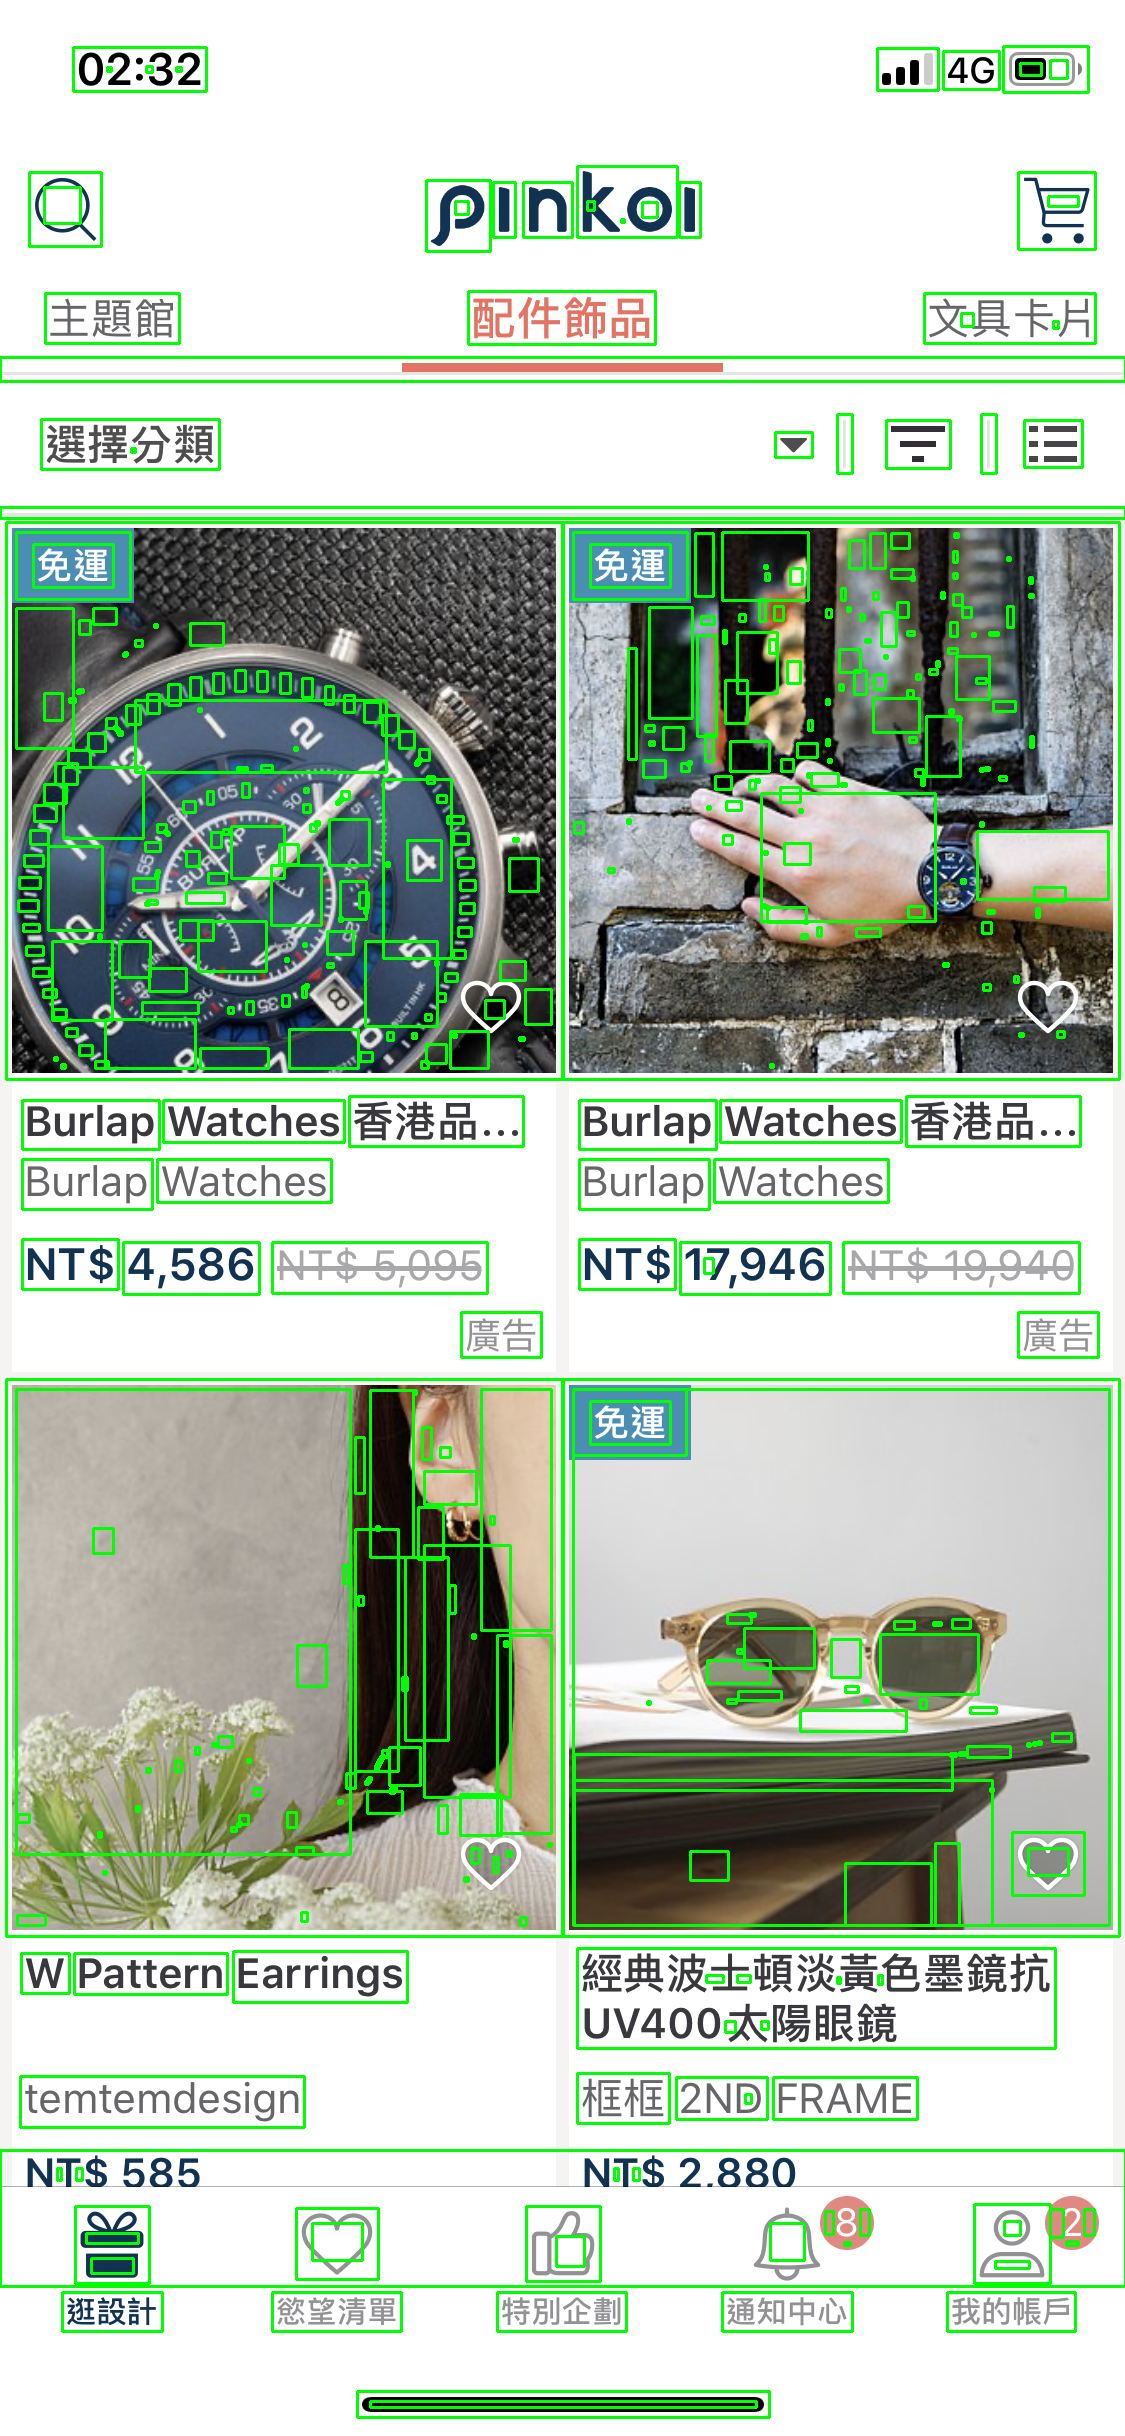 02:32
4G
pinkoi
主題館
配件飾品
文具卡片
選擇分類
免運
免運
Burlap Watches 香港品...
Burlap Watches 香港品...
Burlap Watches
Burlap Watches
NT$ 4,586 NT$ 5,095
NT$ 17,946 NT$ 19,940
廣告
廣告
免運
W Pattern Earrings
經典波士頓淡黃色墨鏡抗
UV400太陽眼鏡
temtemdesign
框框 2ND FRAME
NT$ 585
NT$ 2,880
8
2
逛設計
慾望清單
特別企劃
通知中心
我的帳戶